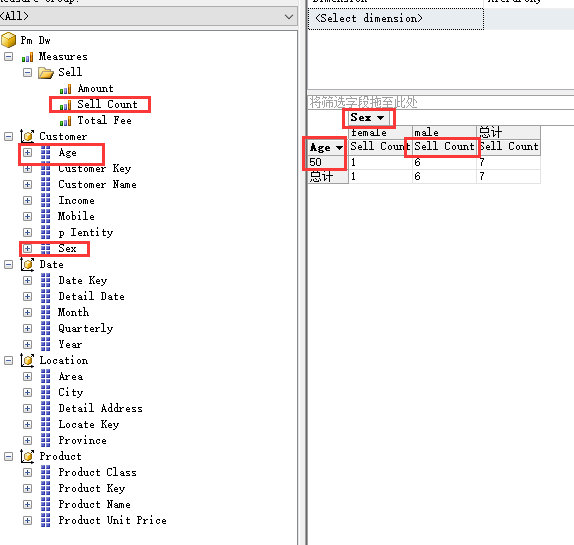 <All>
Pm Dw
Measures
Sell
Amount
Sell Count
Total Fee
Customer
Age
Customer Key
Customer Name
Income
Mobile
p Ientity
Sex
Date
Date Key
Detail Date
Month
Quarterly
Year
Location
Area
City
Detail Address
Locate Key
Province
Product
Product Class
Product Key
Product Name
Product Unit Price
<Select dimension>
将筛选字段拖至此处
Sex
female male 总计
Age Sell Count Sell Count Sell Count
50 1 6 7
总计 1 6 7